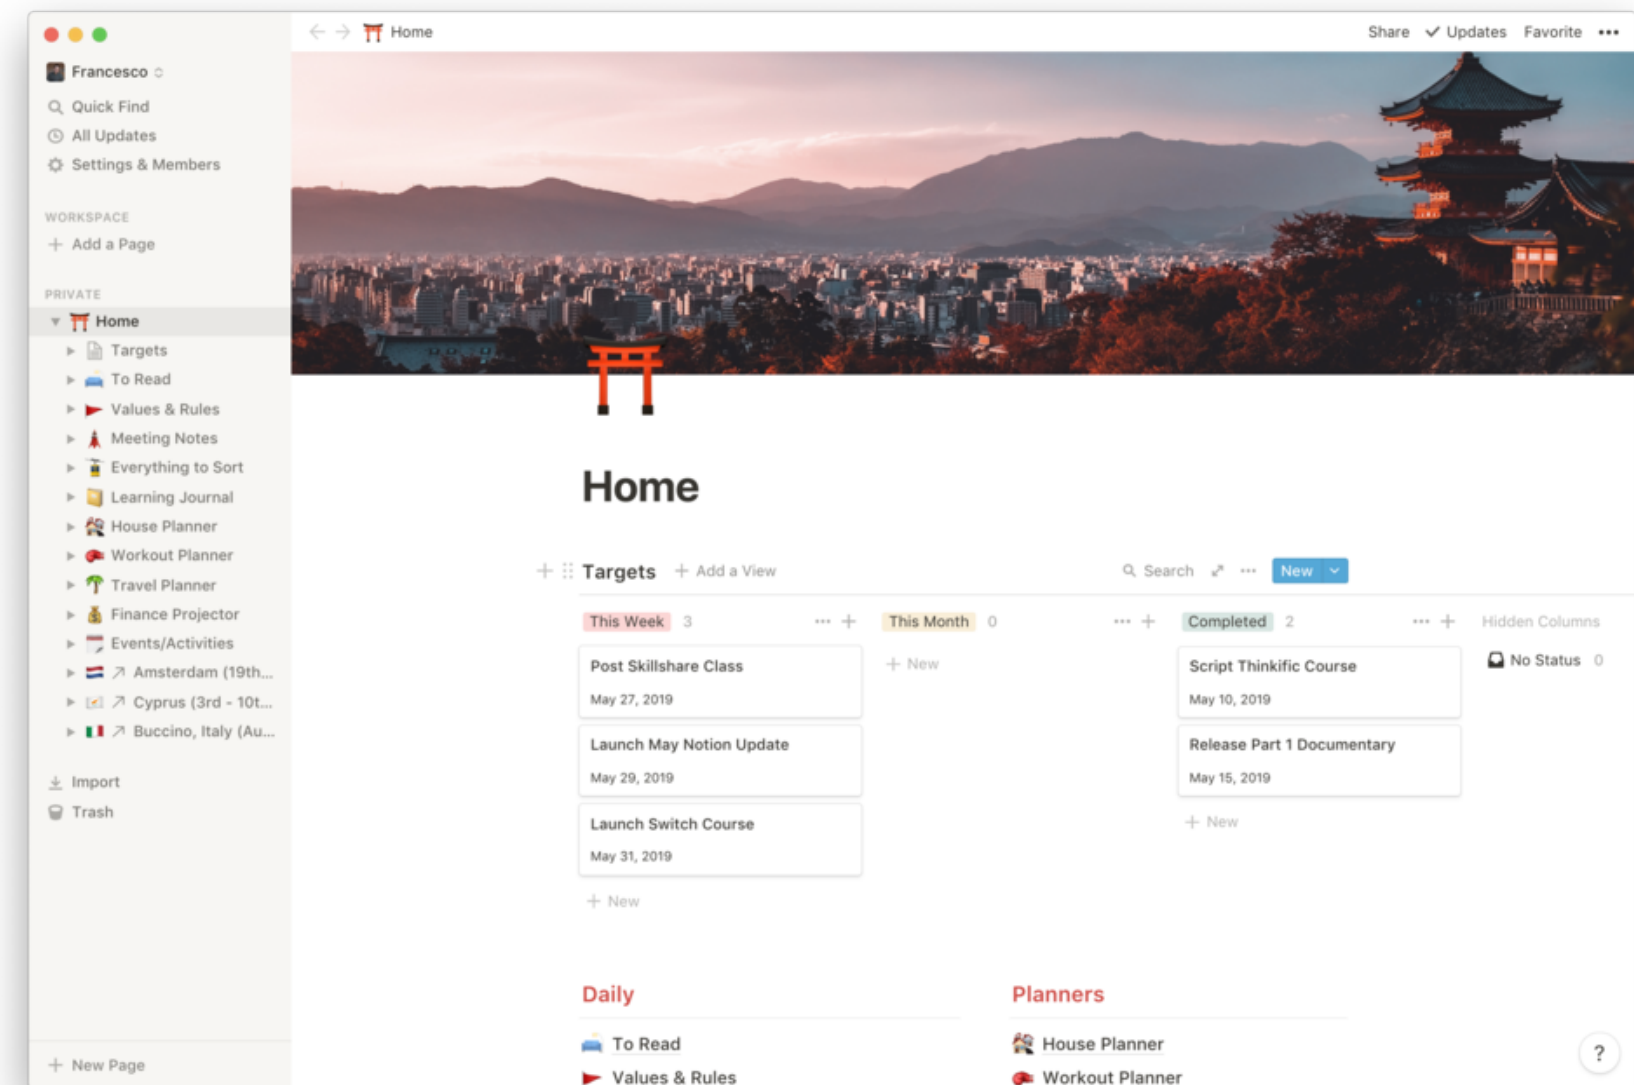 Home
Share
Updates
Favorite
Francesco
Quick Find
All Updates
Settings & Members
WORKSPACE
Add a Page
PRIVATE
Home
Targets
To Read
Values & Rules
Meeting Notes
Everything to Sort
Learning Journal
House Planner
Workout Planner
Travel Planner
Finance Projector
Events/Activities
Amsterdam (19th...
Cyprus (3rd - 10t...
Buccino, Italy (Au...
Import
Trash
New Page
Home
Targets
Add a View
Search
New
This Week 3
Post Skillshare Class
May 27, 2019
Launch May Notion Update
May 29, 2019
Launch Switch Course
May 31, 2019
New
This Month 0
New
Completed 2
Script Thinkific Course
May 10, 2019
Release Part 1 Documentary
May 15, 2019
New
Hidden Columns
No Status 0
Daily
To Read
Values & Rules
Planners
House Planner
Workout Planner
?